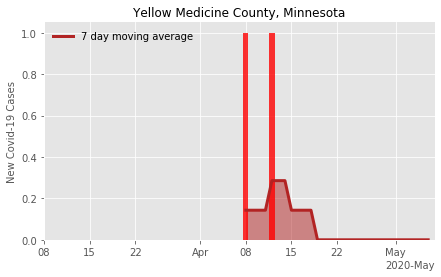 Yellow Medicine County, Minnesota
7 day moving average
New Covid-19 Cases
1.0
0.8
0.6
0.4
0.2
0.0
08 15 22 Apr 08 15 22 May
2020-May